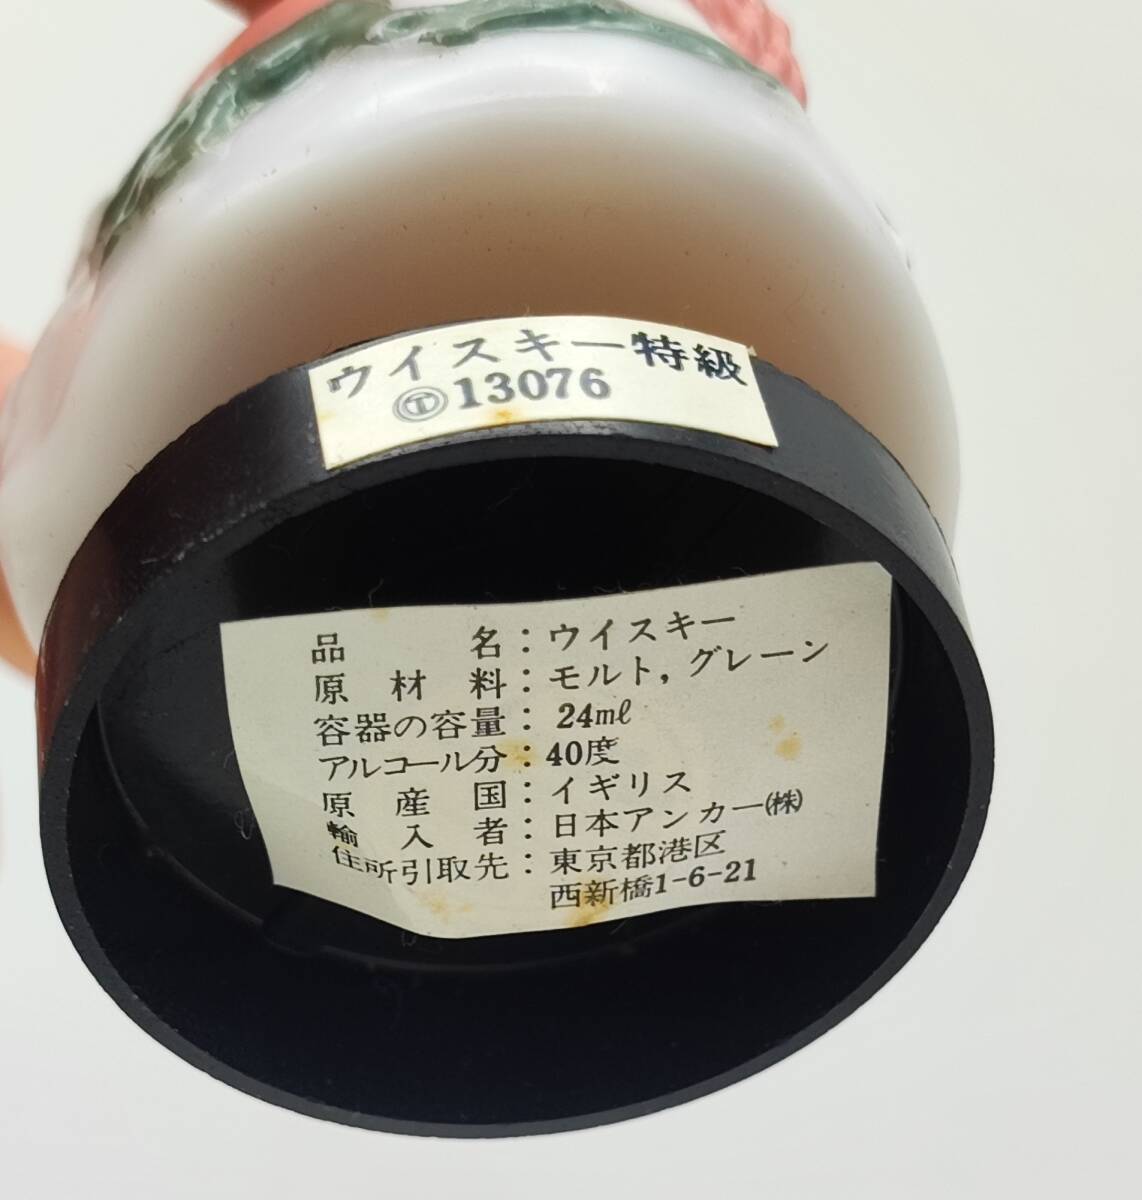 ウイスキー特級
Ⓣ13076
品名：ウイスキー
原材料：モルト，グレーン
容器の容量：24mℓ
アルコール分：40度
原産国：イギリス
輸入者：日本アンカー㈱
住所引取先：東京都港区
西新橋1-6-21